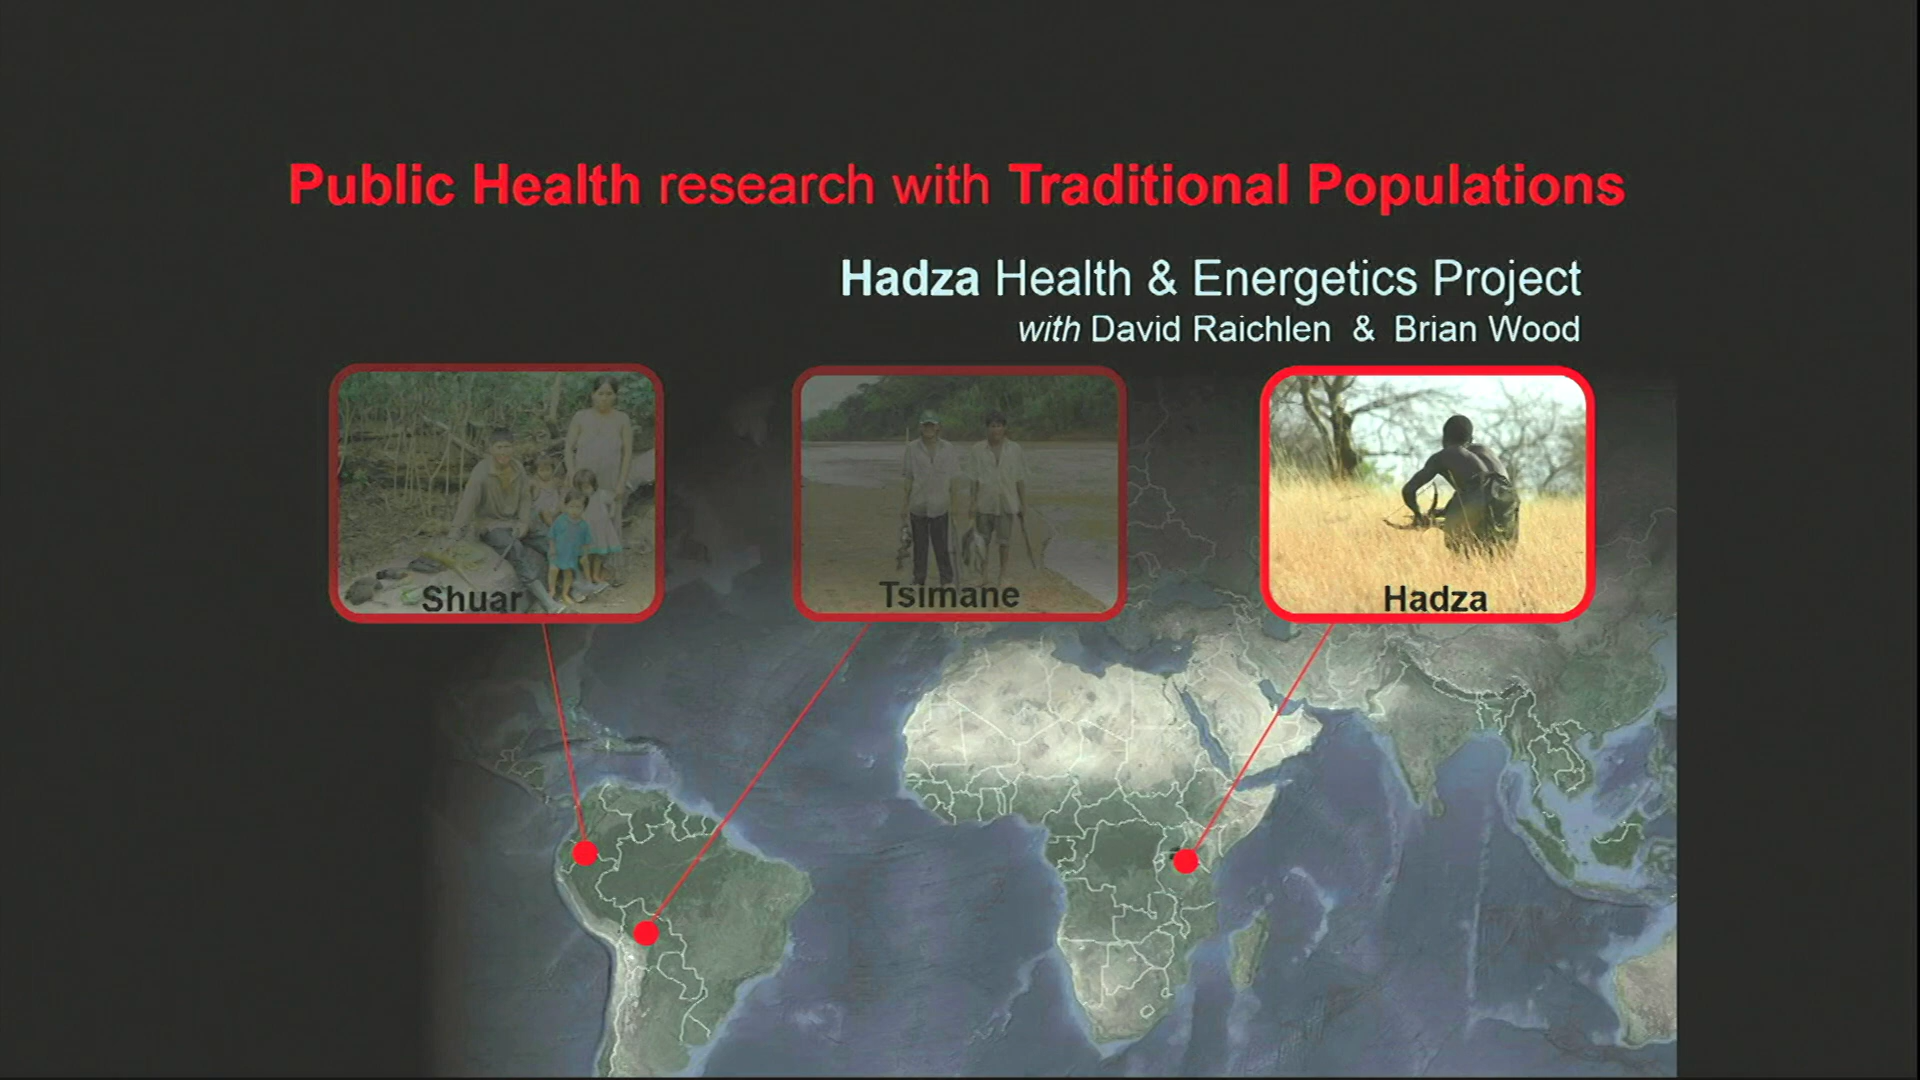 Public Health research with Traditional Populations
Hadza Health & Energetics Project
with David Raichlen & Brian Wood
Shuar
Tsimane
Hadza